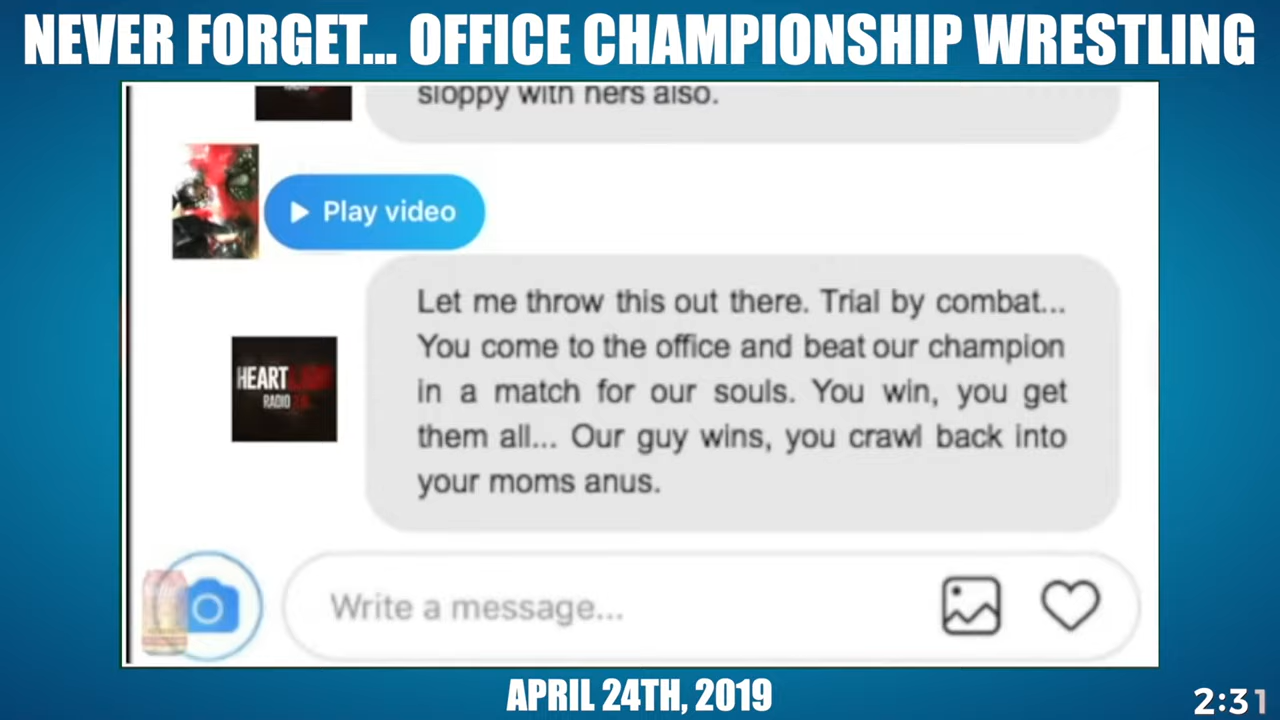 NEVER FORGET... OFFICE CHAMPIONSHIP WRESTLING
sloppy with hers also.
Play video
Let me throw this out there. Trial by combat...
You come to the office and beat our champion
in a match for our souls. You win, you get
them all... Our guy wins, you crawl back into
your moms anus.
HEART
RADIO
Write a message...
APRIL 24TH, 2019
2:31